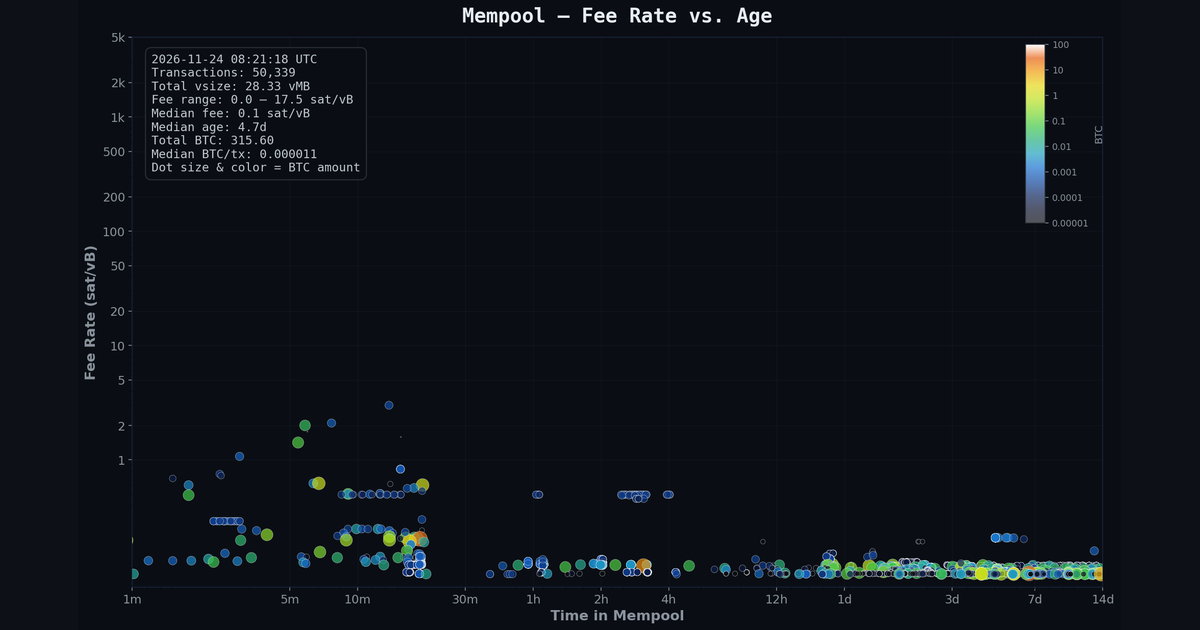 Mempool — Fee Rate vs. Age
2026-11-24 08:21:18 UTC
Transactions: 50,339
Total vsize: 28.33 vMB
Fee range: 0.0 — 17.5 sat/vB
Median fee: 0.1 sat/vB
Median age: 4.7d
Total BTC: 315.60
Median BTC/tx: 0.000011
Dot size & color = BTC amount
100
10
1
0.1
0.01
0.001
0.0001
0.00001
BTC
Fee Rate (sat/vB)
5k
2k
1k
500
200
100
50
20
10
5
2
1
1m 5m 10m 30m 1h 2h 4h 12h 1d 3d 7d 14d
Time in Mempool